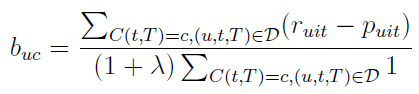 b_{uc} = \frac{\sum_{C(t,T)=c,(u,t,T)\in\mathcal{D}} (r_{uit} - p_{uit})}{(1 + \lambda) \sum_{C(t,T)=c,(u,t,T)\in\mathcal{D}} 1}